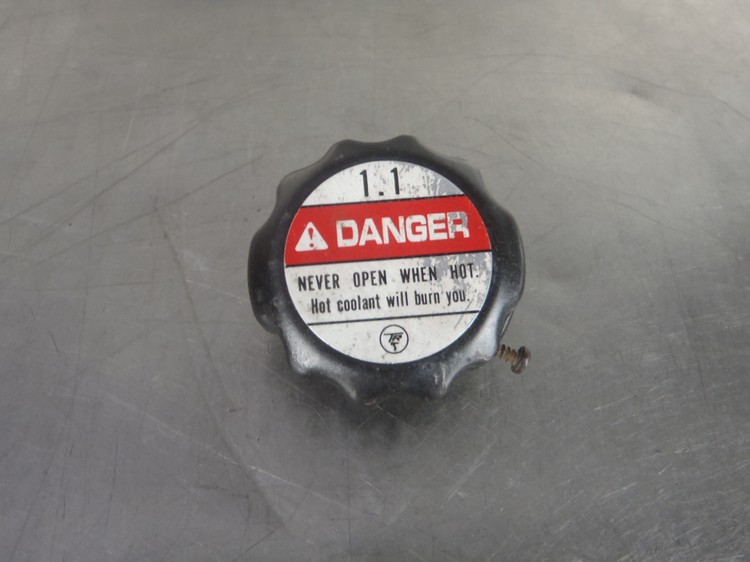 1.1
DANGER
NEVER OPEN WHEN HOT.
Hot coolant will burn you.